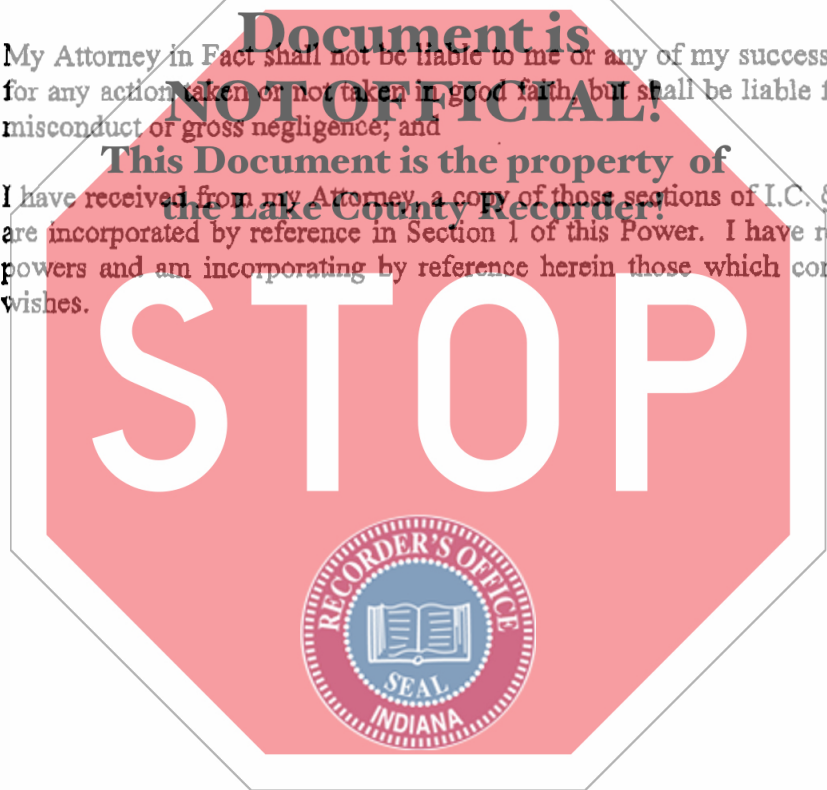 Document is
My Attorney in Fact shall not be liable to me or any of my success
NOT OFFICIAL!
for any action taken or not taken in good faith, but shall be liable f
misconduct or gross negligence; and
This Document is the property of
the Lake County Recorder!
I have received from my Attorney, a copy of those sections of I.C. §
are incorporated by reference in Section 1 of this Power. I have r
powers and am incorporating by reference herein those which con
wishes.
STOP
RECORDER'S OFFICE
SEAL
INDIANA